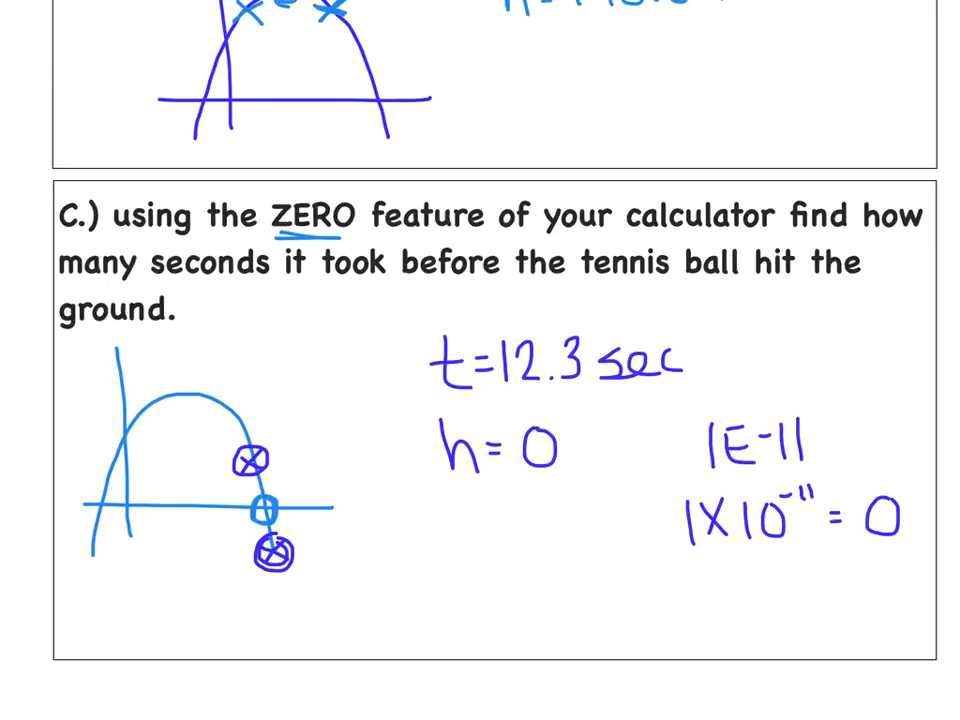 C.) using the ZERO feature of your calculator find how
many seconds it took before the tennis ball hit the
ground.
t=12.3 sec
h=0
1E-11
1X10-11 = 0